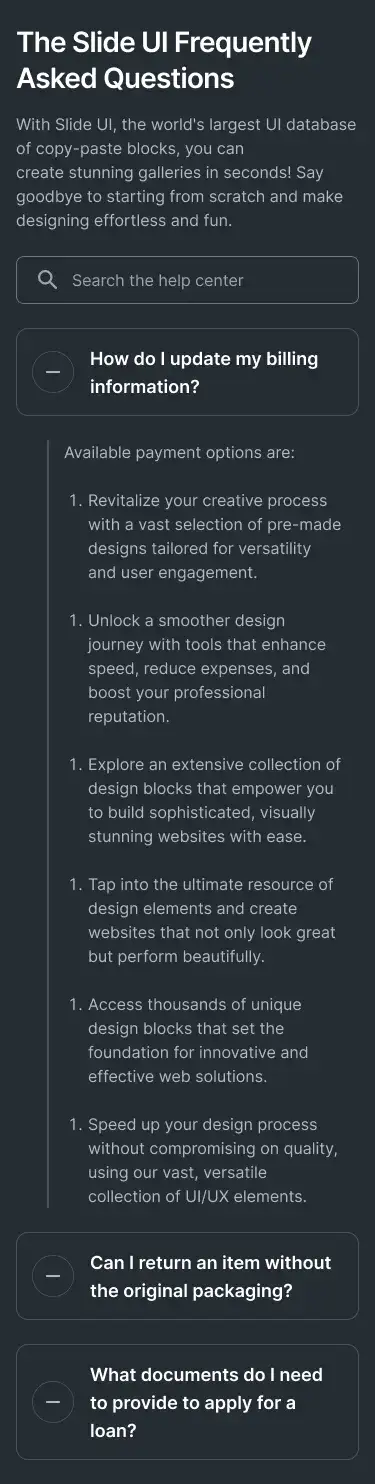 The Slide UI Frequently
Asked Questions
With Slide UI, the world's largest UI database
of copy-paste blocks, you can
create stunning galleries in seconds! Say
goodbye to starting from scratch and make
designing effortless and fun.
Search the help center
How do I update my billing
information?
Available payment options are:
1. Revitalize your creative process
with a vast selection of pre-made
designs tailored for versatility
and user engagement.
1. Unlock a smoother design
journey with tools that enhance
speed, reduce expenses, and
boost your professional
reputation.
1. Explore an extensive collection of
design blocks that empower you
to build sophisticated, visually
stunning websites with ease.
1. Tap into the ultimate resource of
design elements and create
websites that not only look great
but perform beautifully.
1. Access thousands of unique
design blocks that set the
foundation for innovative and
effective web solutions.
1. Speed up your design process
without compromising on quality,
using our vast, versatile
collection of UI/UX elements.
Can I return an item without
the original packaging?
What documents do I need
to provide to apply for a
loan?